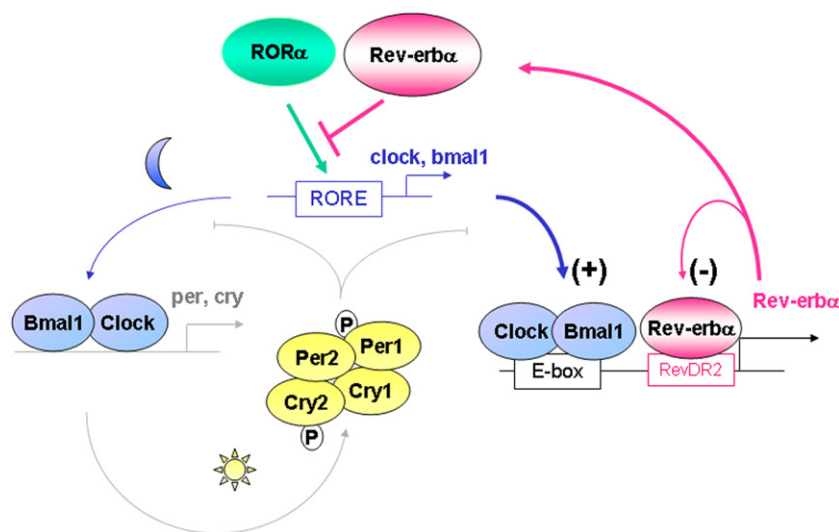 RORα
Rev-erbα
clock, bmal1
RORE
per, cry
Bmal1
Clock
P
Per2
Per1
Cry2
Cry1
P
(+)
(-)
Rev-erbα
Clock
Bmal1
Rev-erbα
E-box
RevDR2